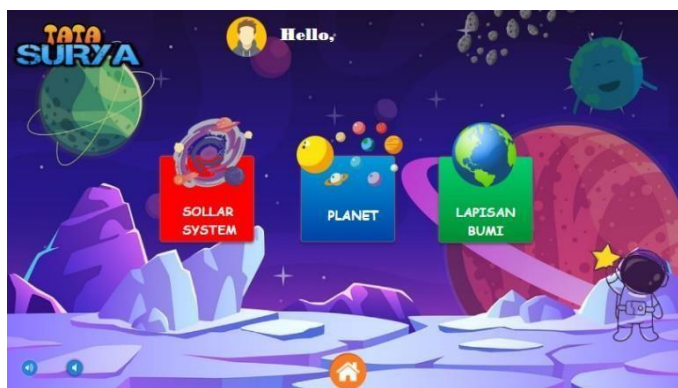 TATA
SURYA
Hello,
SOLLAR
SYSTEM
PLANET
LAPISAN
BUMI